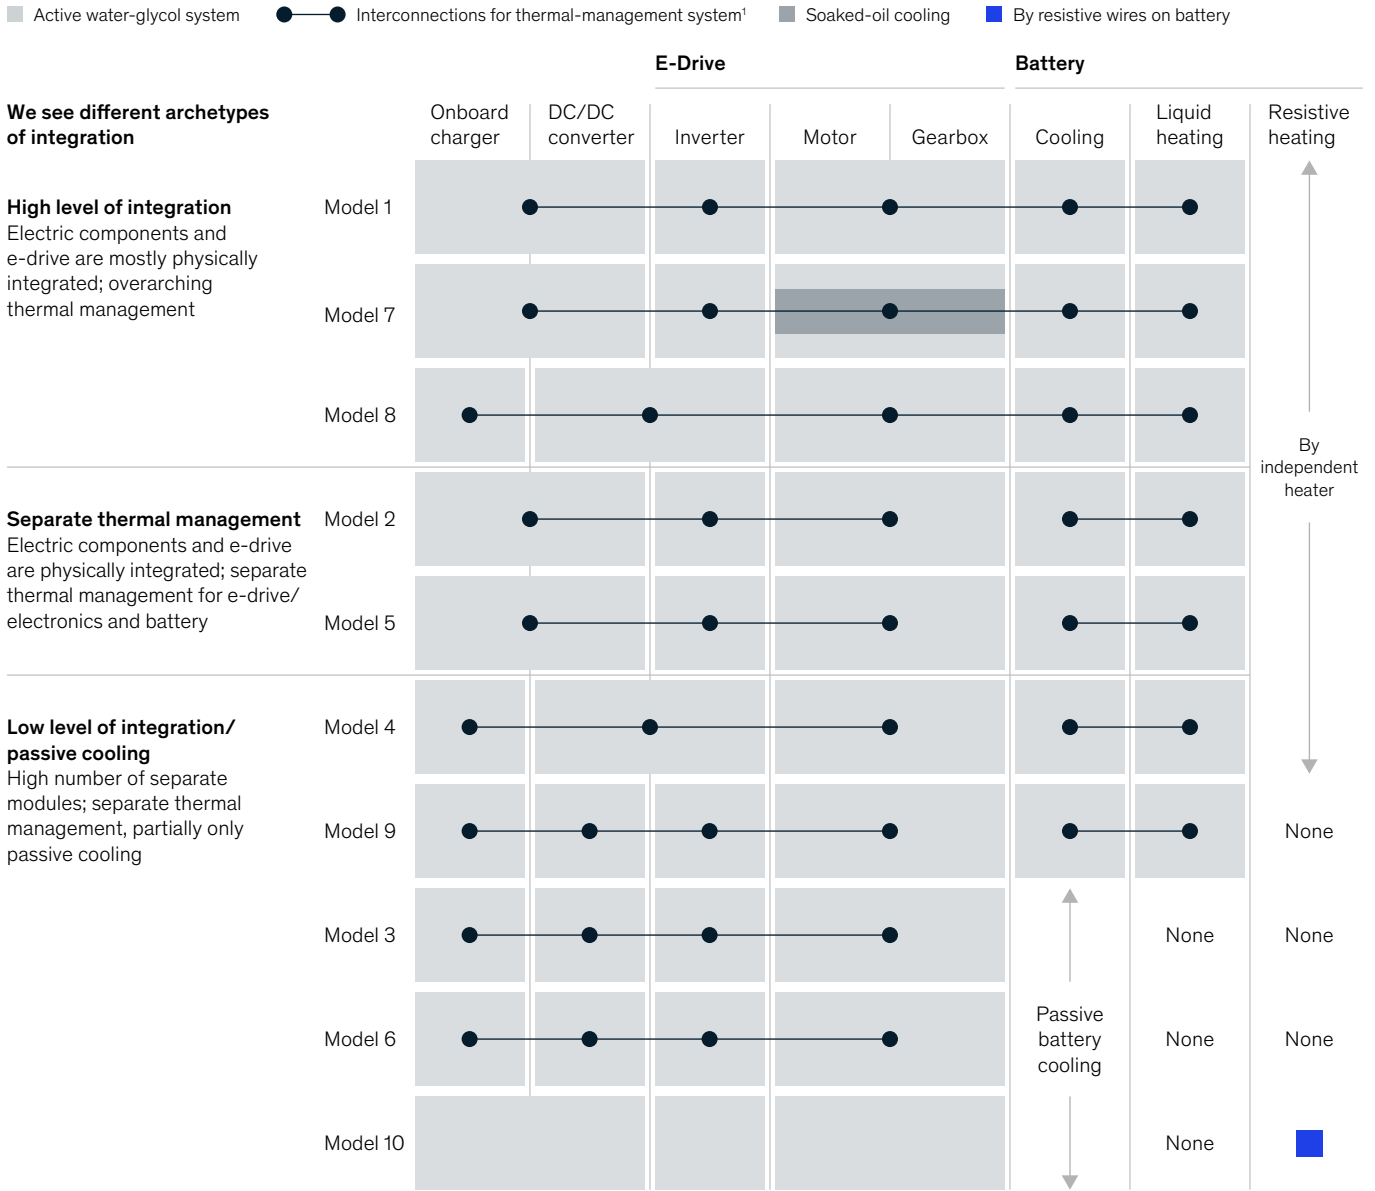 Active water-glycol system
Interconnections for thermal-management system¹
Soaked-oil cooling
By resistive wires on battery
E-Drive
Battery
We see different archetypes
of integration
Onboard
charger
DC/DC
converter
Inverter
Motor
Gearbox
Cooling
Liquid
heating
Resistive
heating
High level of integration
Electric components and
e-drive are mostly physically
integrated; overarching
thermal management
Model 1
Model 7
Model 8
By
independent
heater
Separate thermal management
Electric components and e-drive
are physically integrated; separate
thermal management for e-drive/
electronics and battery
Model 2
Model 5
Low level of integration/
passive cooling
High number of separate
modules; separate thermal
management, partially only
passive cooling
Model 4
Model 9
None
Model 3
None
None
Model 6
Passive
battery
cooling
None
None
Model 10
None